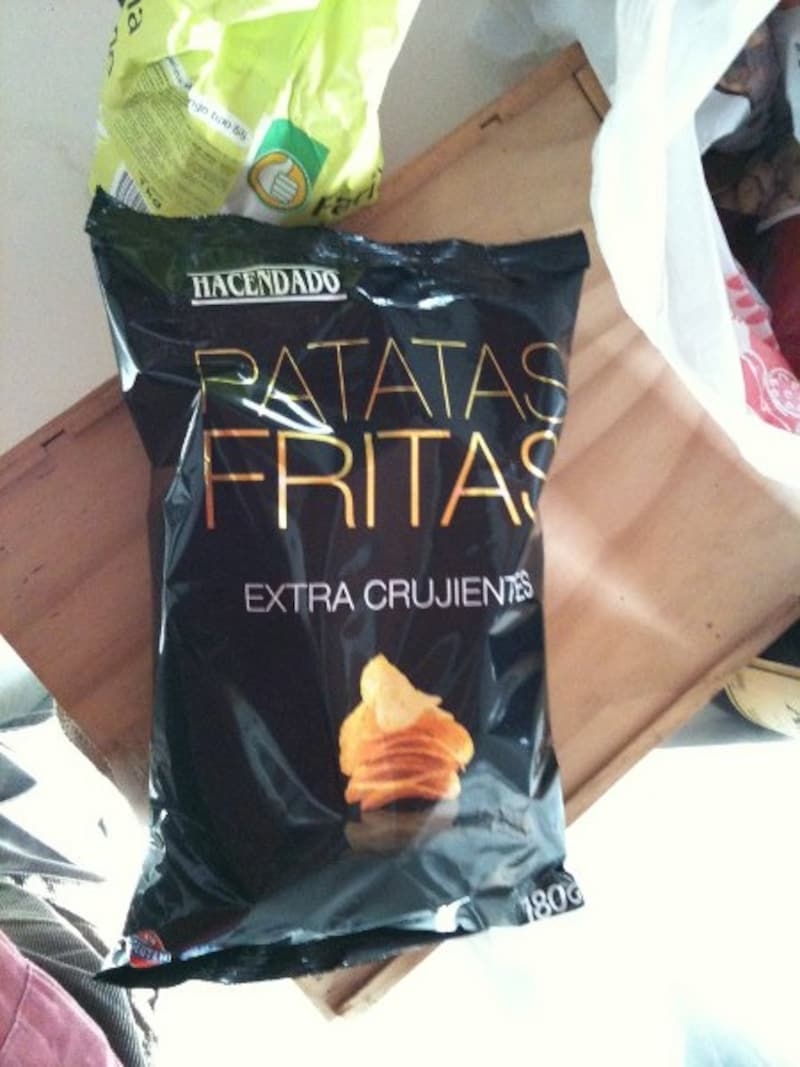 HACENDADO
PATATAS
FRITAS
EXTRA CRUJIENTES
180G